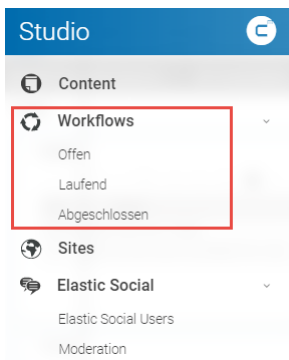 Studio
Content
Workflows
Offen
Laufend
Abgeschlossen
Sites
Elastic Social
Elastic Social Users
Moderation